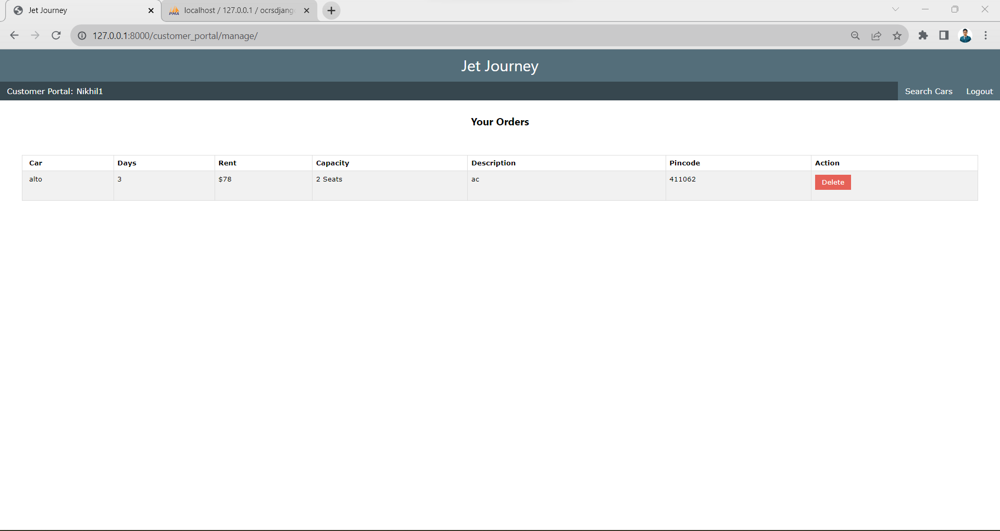 Jet Journey
PMA localhost / 127.0.0.1 / ocrsdjang
127.0.0.1:8000/customer_portal/manage/
Jet Journey
Customer Portal: Nikhil1 Search Cars Logout
Your Orders
Car Days Rent Capacity Description Pincode Action
alto 3 $78 2 Seats ac 411062 Delete